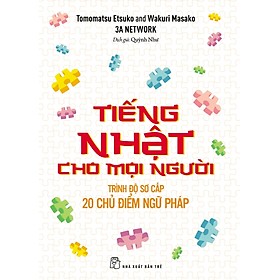 Tomomatsu Etsuko and Wakuri Masako
3A NETWORK
Dịch giả: Quỳnh Như
TIẾNG
NHẬT
CHO MỌI NGƯỜI
TRÌNH ĐỘ SƠ CẤP
20 CHỦ ĐIỂM NGỮ PHÁP
NHÀ XUẤT BẢN TRẺ